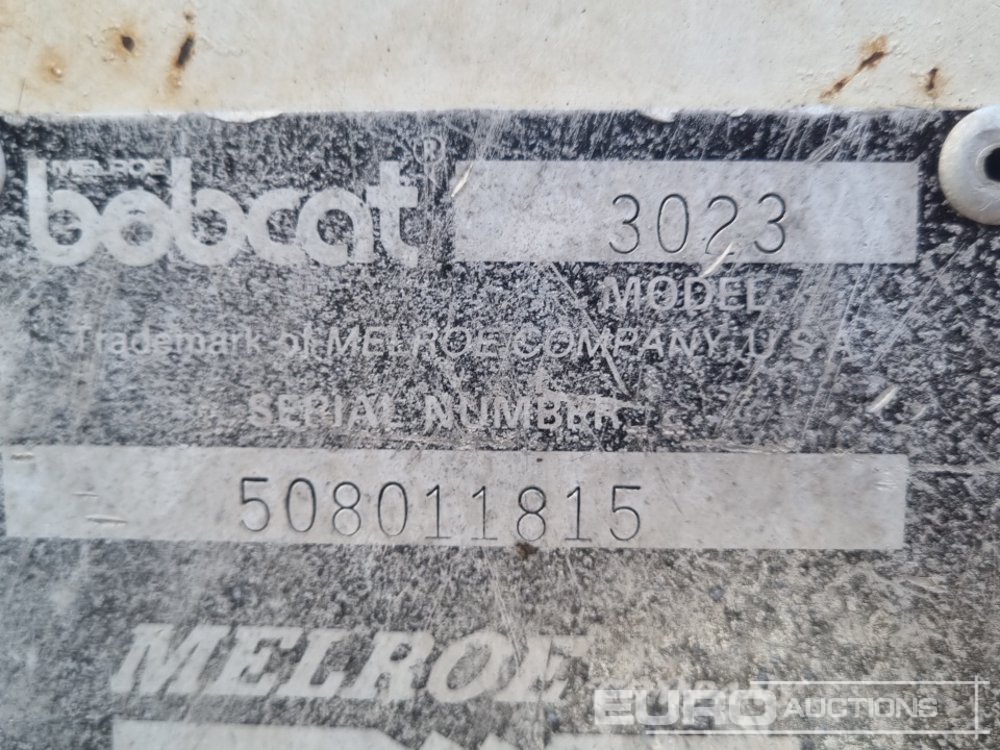 MELROE
bobcat®
3023
MODEL
Trademark of MELROE COMPANY, U.S.A.
SERIAL NUMBER
508011815
MELROE
EURO AUCTIONS